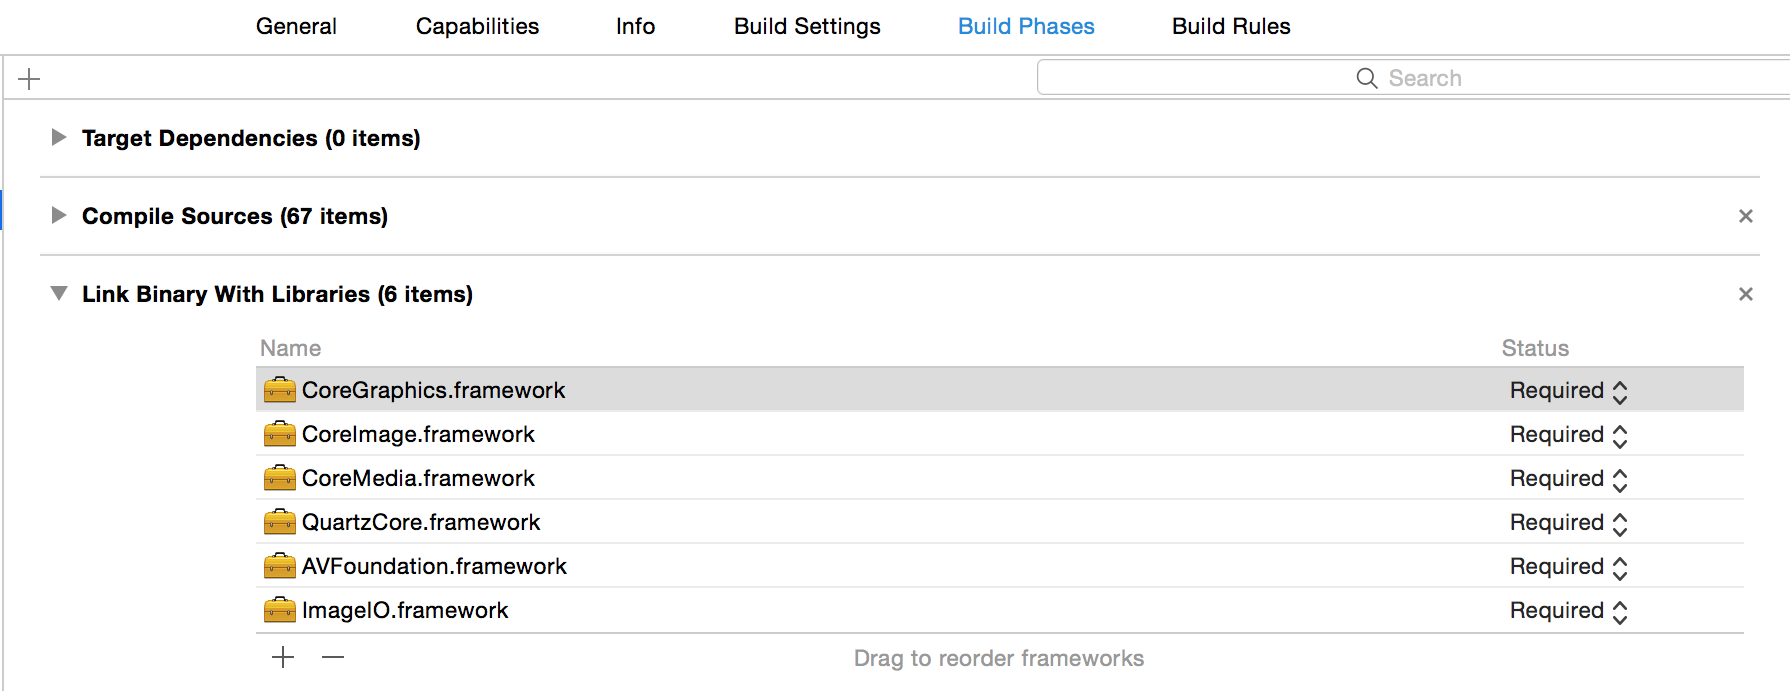 General Capabilities Info Build Settings Build Phases Build Rules
Search
Target Dependencies (0 items)
Compile Sources (67 items)
Link Binary With Libraries (6 items)
Name Status
CoreGraphics.framework Required
CoreImage.framework Required
CoreMedia.framework Required
QuartzCore.framework Required
AVFoundation.framework Required
ImageIO.framework Required
Drag to reorder frameworks